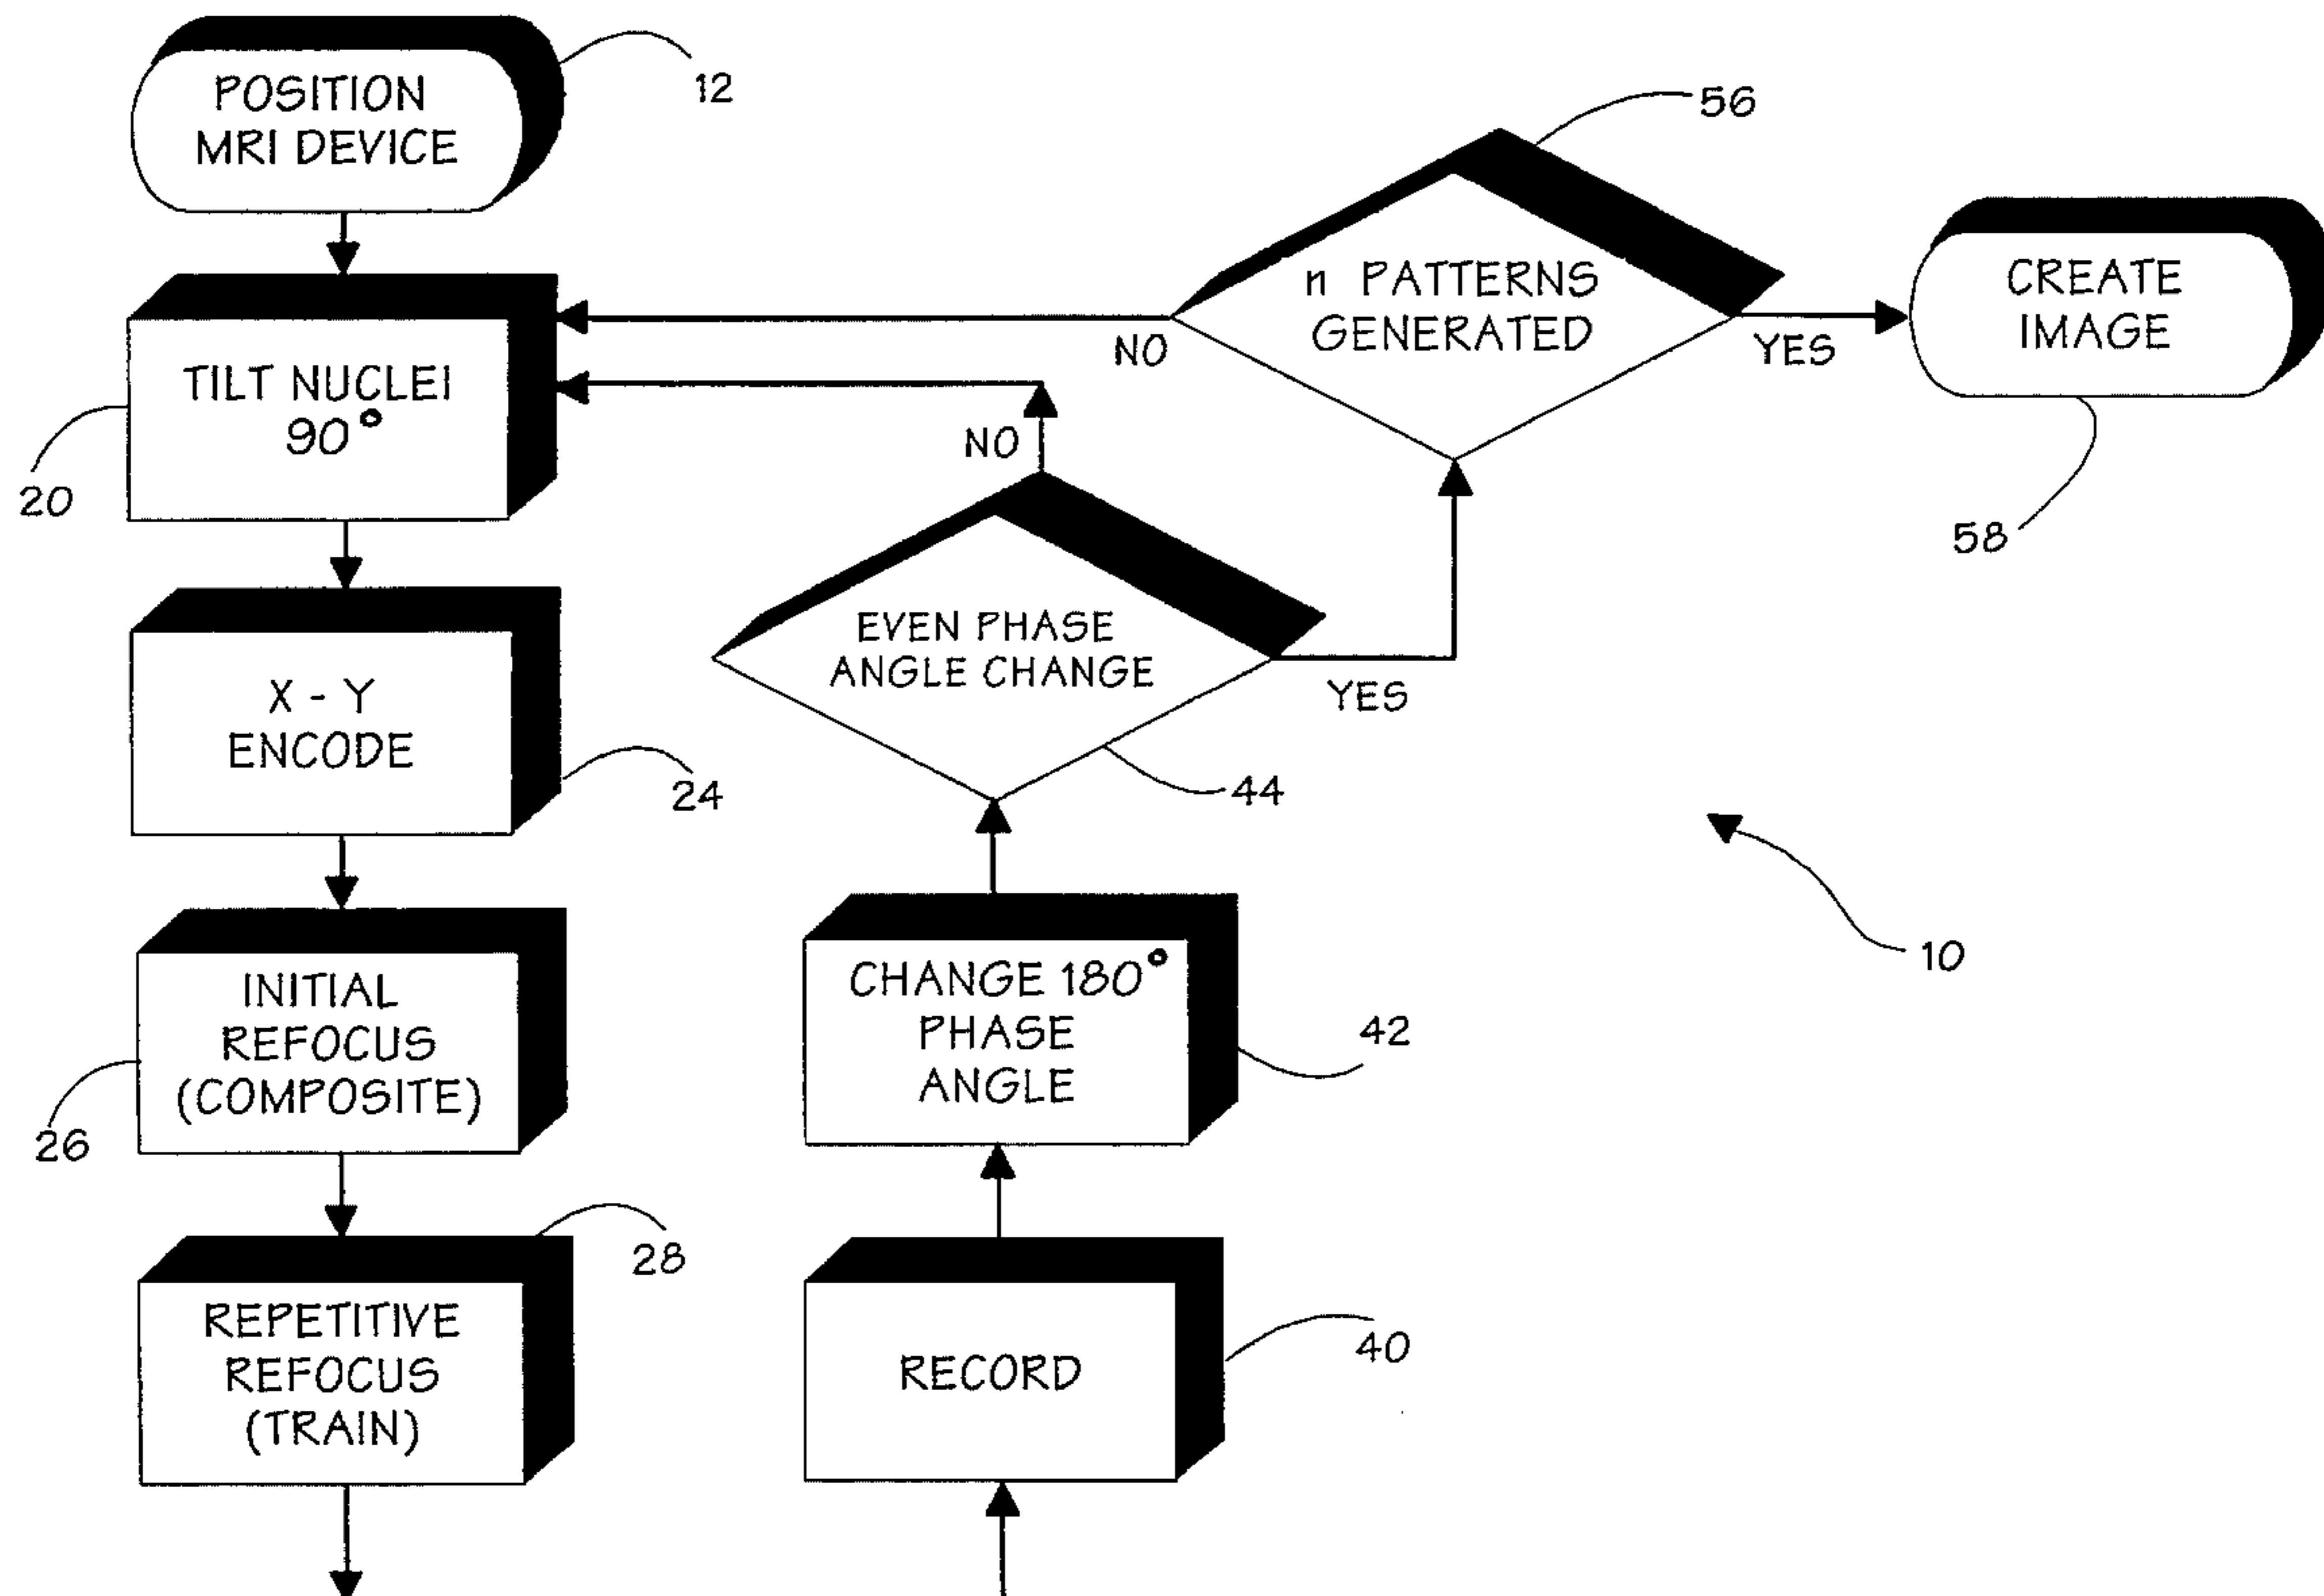 POSITION
MRI DEVICE
12
TILT NUCLEI
90°
20
X - Y
ENCODE
24
INITIAL
REFOCUS
(COMPOSITE)
26
REPETITIVE
REFOCUS
(TRAIN)
28
RECORD
40
CHANGE 180°
PHASE
ANGLE
42
EVEN PHASE
ANGLE CHANGE
44
NO
YES
n PATTERNS
GENERATED
56
NO
YES
CREATE
IMAGE
58
10